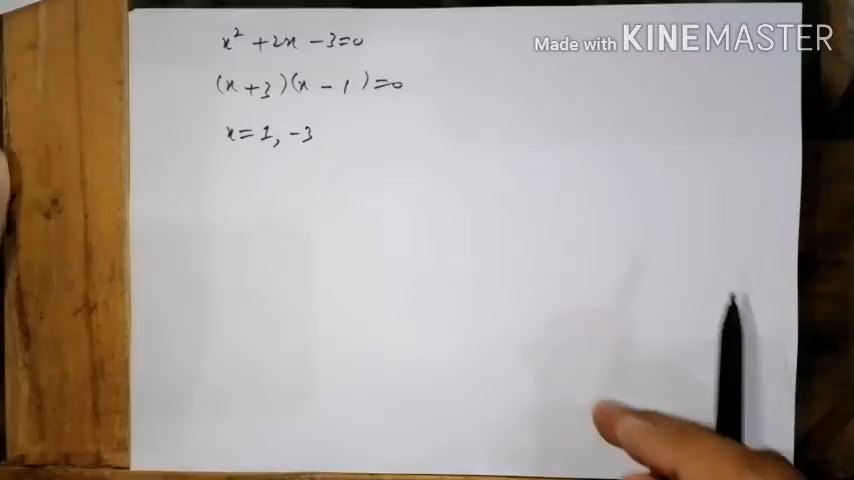 Made with KINEMASTER
x² + 2x - 3 = 0
(x + 3)(x - 1) = 0
x = 1, -3